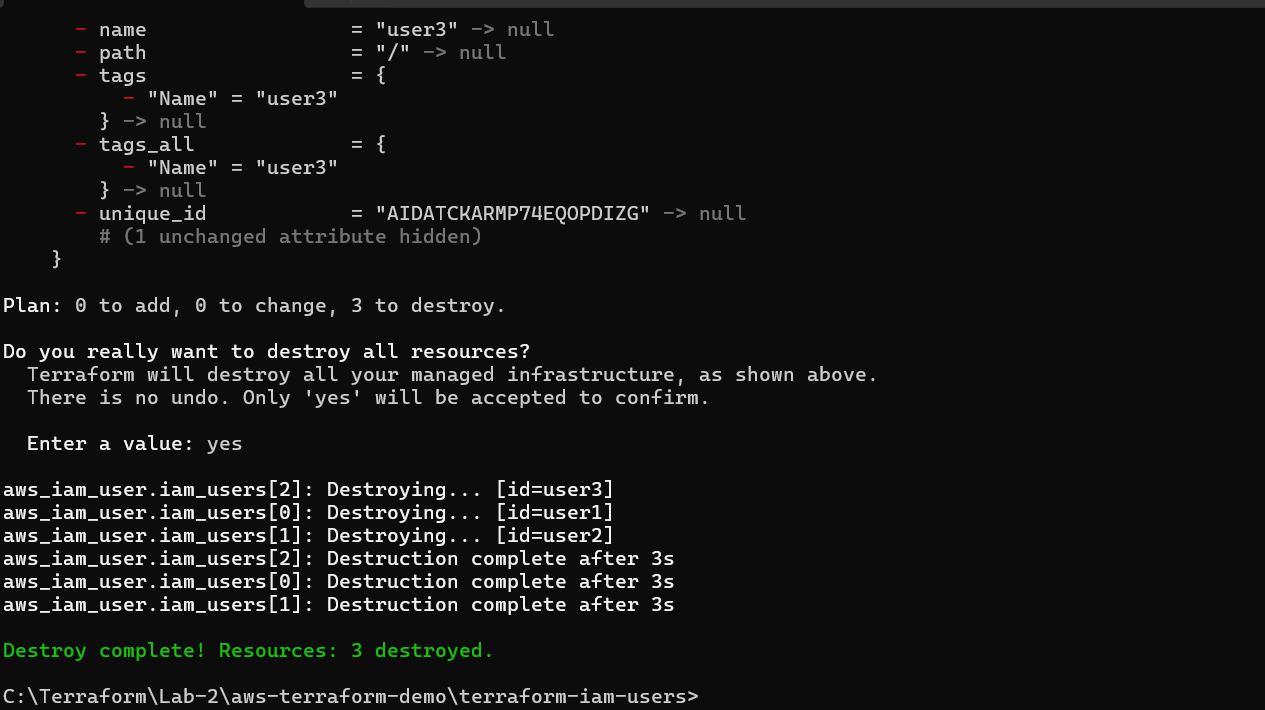 - name                 = "user3" -> null
- path                 = "/" -> null
- tags                 = {
- "Name" = "user3"
} -> null
- tags_all             = {
- "Name" = "user3"
} -> null
- unique_id            = "AIDATCKARMP74EQOPDIZG" -> null
# (1 unchanged attribute hidden)
}
Plan: 0 to add, 0 to change, 3 to destroy.
Do you really want to destroy all resources?
Terraform will destroy all your managed infrastructure, as shown above.
There is no undo. Only 'yes' will be accepted to confirm.
Enter a value: yes
aws_iam_user.iam_users[2]: Destroying... [id=user3]
aws_iam_user.iam_users[0]: Destroying... [id=user1]
aws_iam_user.iam_users[1]: Destroying... [id=user2]
aws_iam_user.iam_users[2]: Destruction complete after 3s
aws_iam_user.iam_users[0]: Destruction complete after 3s
aws_iam_user.iam_users[1]: Destruction complete after 3s
Destroy complete! Resources: 3 destroyed.
C:\Terraform\Lab-2\aws-terraform-demo\terraform-iam-users>